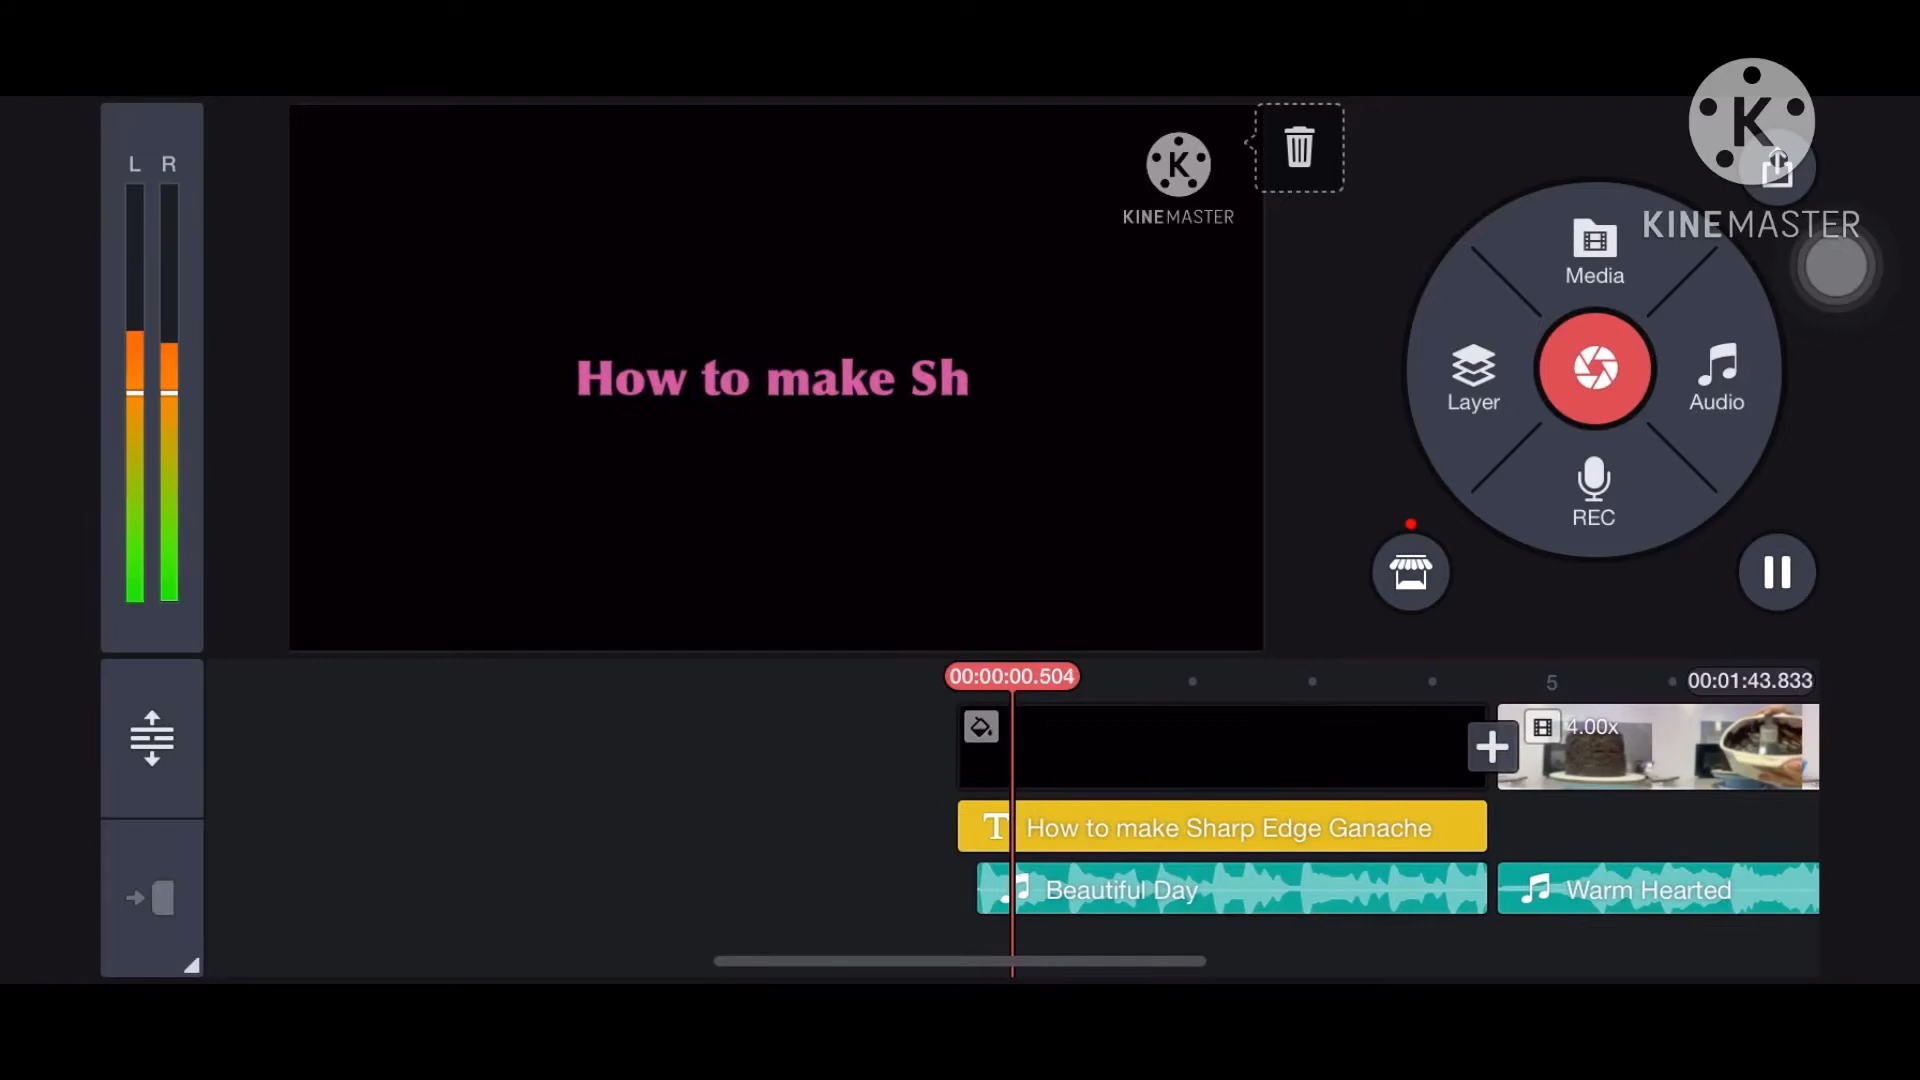 L R
K
KINEMASTER
K
KINEMASTER
How to make Sh
Media
Layer
Audio
REC
00:00:00.504
5
00:01:43.833
4.00x
T How to make Sharp Edge Ganache
Beautiful Day
Warm Hearted